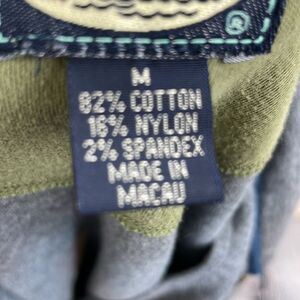 ®
M
82% COTTON
16% NYLON
2% SPANDEX
MADE IN
MACAU